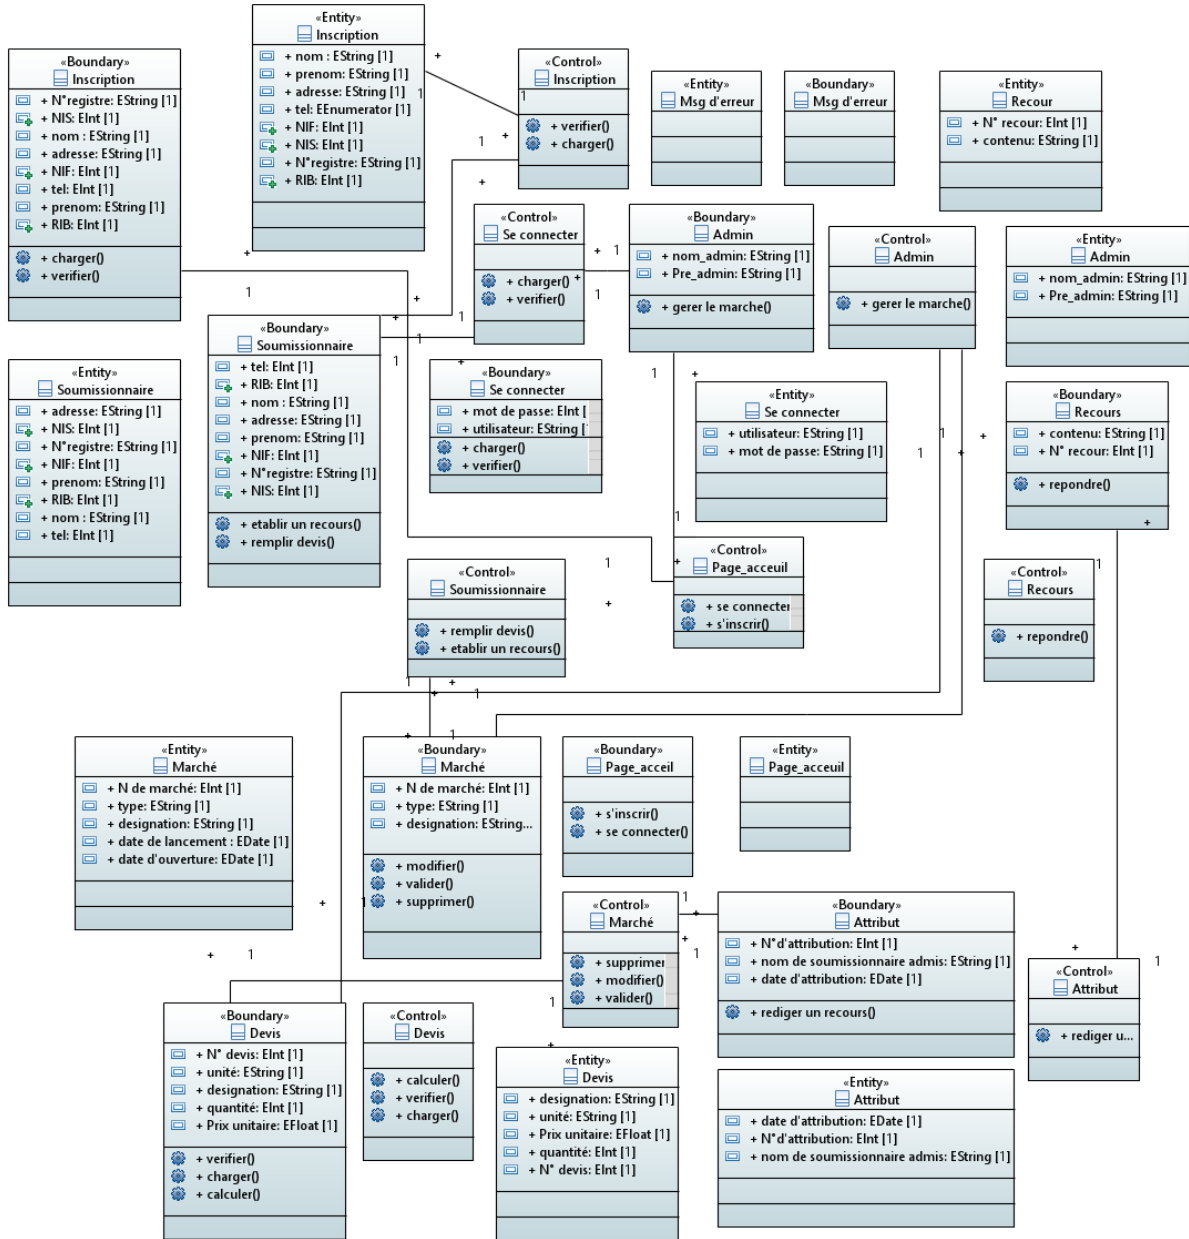 «Entity»
Inscription
+ nom : EString [1]
+ prenom: EString [1]
+ adresse: EString [1]
+ tel: EEnumerator [1]
+ NIF: EInt [1]
+ NIS: EInt [1]
+ N°registre: EString [1]
+ RIB: EInt [1]
«Boundary»
Inscription
+ N°registre: EString [1]
+ NIS: EInt [1]
+ nom : EString [1]
+ adresse: EString [1]
+ NIF: EInt [1]
+ tel: EInt [1]
+ prenom: EString [1]
+ RIB: EInt [1]
+ charger()
+ verifier()
«Control»
Inscription
+ verifier()
+ charger()
«Entity»
Msg d'erreur
«Boundary»
Msg d'erreur
«Entity»
Recour
+ N° recour: EInt [1]
+ contenu: EString [1]
«Control»
Se connecter
+ charger()
+ verifier()
«Boundary»
Admin
+ nom_admin: EString [1]
+ Pre_admin: EString [1]
+ gerer le marche()
«Control»
Admin
+ gerer le marche()
«Entity»
Admin
+ nom_admin: EString [1]
+ Pre_admin: EString [1]
«Boundary»
Soumissionnaire
+ tel: EInt [1]
+ RIB: EInt [1]
+ nom : EString [1]
+ adresse: EString [1]
+ prenom: EString [1]
+ NIF: EInt [1]
+ N°registre: EString [1]
+ NIS: EInt [1]
+ etablir un recours()
+ remplir devis()
«Entity»
Soumissionnaire
+ adresse: EString [1]
+ NIS: EInt [1]
+ N°registre: EString [1]
+ NIF: EInt [1]
+ prenom: EString [1]
+ RIB: EInt [1]
+ nom : EString [1]
+ tel: EInt [1]
«Boundary»
Se connecter
+ mot de passe: EInt [
+ utilisateur: EString [
+ charger()
+ verifier()
«Entity»
Se connecter
+ utilisateur: EString [1]
+ mot de passe: EString [1]
«Boundary»
Recours
+ contenu: EString [1]
+ N° recour: EInt [1]
+ repondre()
«Control»
Page_acceuil
+ se connecter
+ s'inscrir()
«Control»
Soumissionnaire
+ remplir devis()
+ etablir un recours()
«Control»
Recours
+ repondre()
«Entity»
Marché
+ N de marché: EInt [1]
+ type: EString [1]
+ designation: EString [1]
+ date de lancement : EDate [1]
+ date d'ouverture: EDate [1]
«Boundary»
Marché
+ N de marché: EInt [1]
+ type: EString [1]
+ designation: EString...
+ modifier()
+ valider()
+ supprimer()
«Boundary»
Page_acceil
+ s'inscrir()
+ se connecter()
«Entity»
Page_acceuil
«Control»
Marché
+ supprimer
+ modifier()
+ valider()
«Boundary»
Attribut
+ N°d'attribution: EInt [1]
+ nom de soumissionnaire admis: EString [1]
+ date d'attribution: EDate [1]
+ rediger un recours()
«Control»
Attribut
+ rediger u...
«Boundary»
Devis
+ N° devis: EInt [1]
+ unité: EString [1]
+ designation: EString [1]
+ quantité: EInt [1]
+ Prix unitaire: EFloat [1]
+ verifier()
+ charger()
+ calculer()
«Control»
Devis
+ calculer()
+ verifier()
+ charger()
«Entity»
Devis
+ designation: EString [1]
+ unité: EString [1]
+ Prix unitaire: EFloat [1]
+ quantité: EInt [1]
+ N° devis: EInt [1]
«Entity»
Attribut
+ date d'attribution: EDate [1]
+ N°d'attribution: EInt [1]
+ nom de soumissionnaire admis: EString [1]